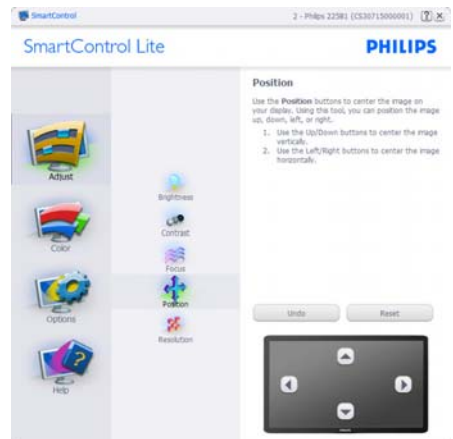 SmartControl
2 - Philips 225B1 (CS30715000001)
SmartControl Lite
PHILIPS
Adjust
Color
Options
Help
Brightness
Contrast
Focus
Position
Resolution
Position
Use the Position buttons to center the image on
your display. Using this tool, you can position the image
up, down, left, or right.
1. Use the Up/Down buttons to center the image
vertically.
2. Use the Left/Right buttons to center the image
horizontally.
Undo
Reset